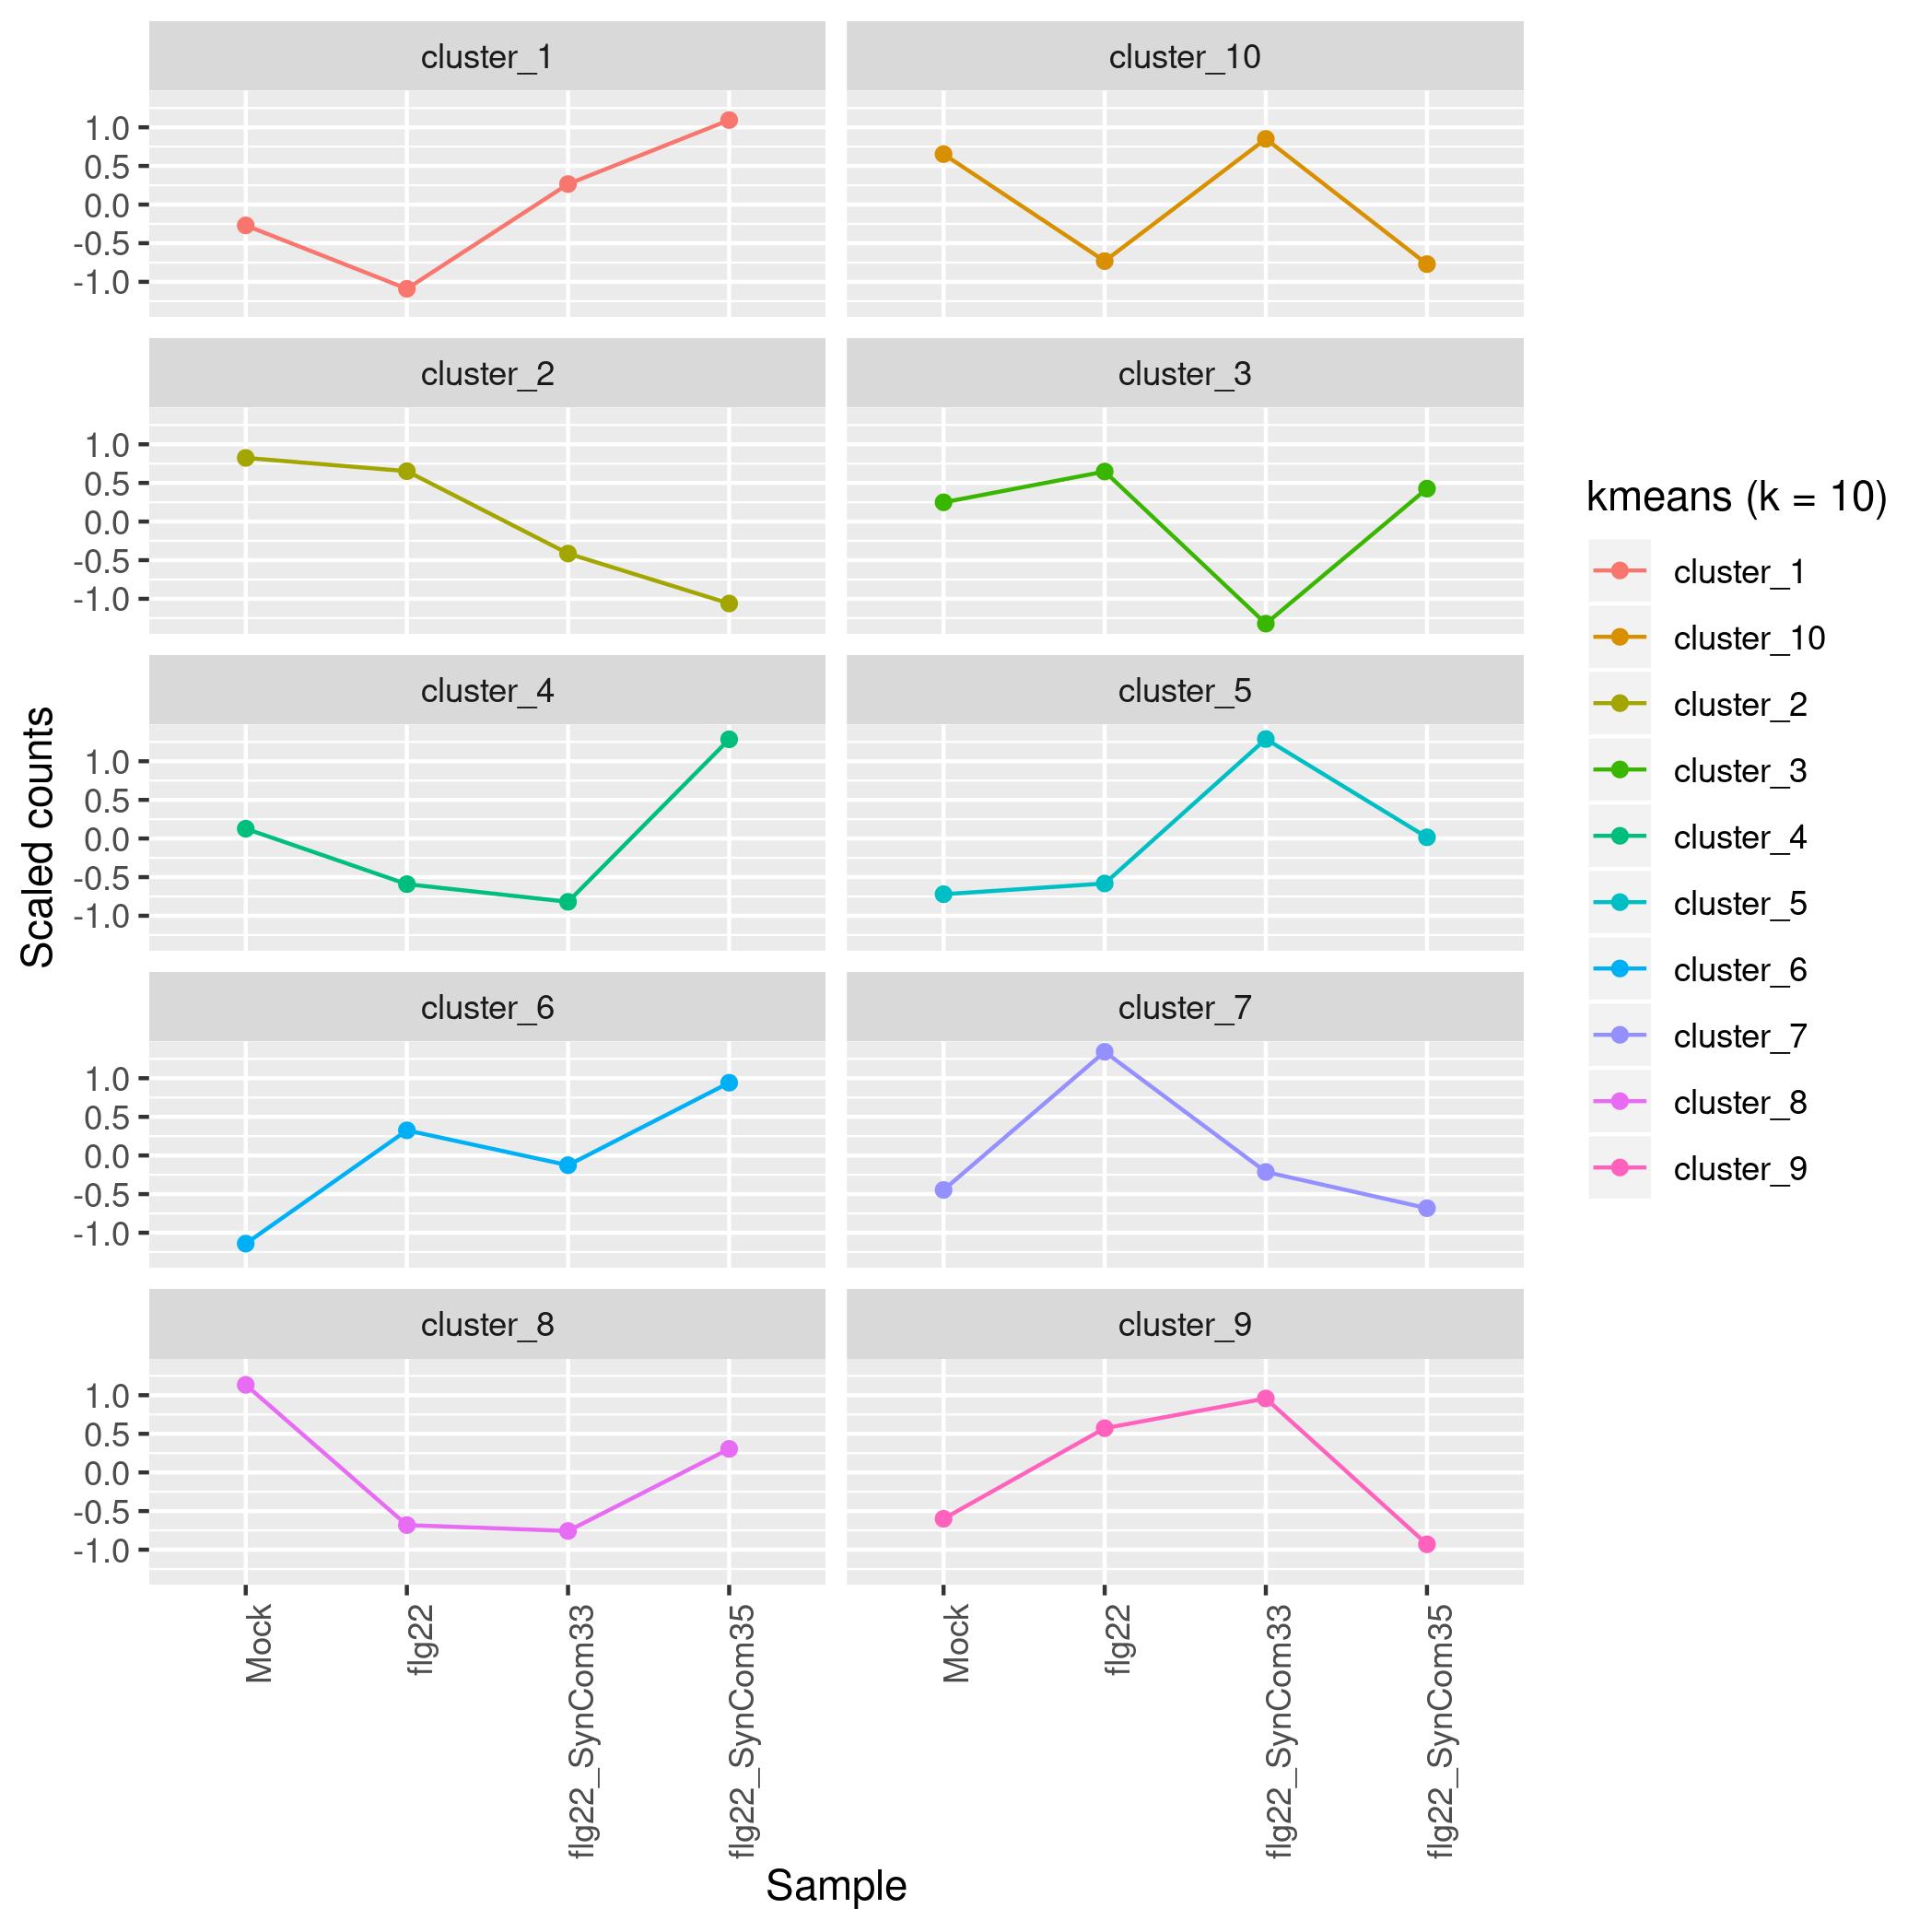 cluster_1
cluster_10
1.0
0.5
0.0
-0.5
-1.0
cluster_2
cluster_3
1.0
0.5
0.0
-0.5
-1.0
cluster_4
cluster_5
1.0
0.5
0.0
-0.5
-1.0
cluster_6
cluster_7
1.0
0.5
0.0
-0.5
-1.0
cluster_8
cluster_9
1.0
0.5
0.0
-0.5
-1.0
Mock
flg22
flg22_SynCom33
flg22_SynCom35
Mock
flg22
flg22_SynCom33
flg22_SynCom35
Sample
Scaled counts
kmeans (k = 10)
cluster_1
cluster_10
cluster_2
cluster_3
cluster_4
cluster_5
cluster_6
cluster_7
cluster_8
cluster_9